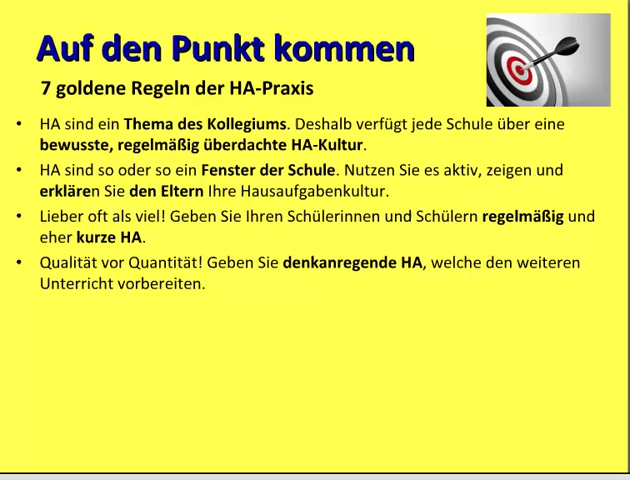 Auf den Punkt kommen
7 goldene Regeln der HA-Praxis
• HA sind ein Thema des Kollegiums. Deshalb verfügt jede Schule über eine
bewusste, regelmäßig überdachte HA-Kultur.
• HA sind so oder so ein Fenster der Schule. Nutzen Sie es aktiv, zeigen und
erklären Sie den Eltern Ihre Hausaufgabenkultur.
• Lieber oft als viel! Geben Sie Ihren Schülerinnen und Schülern regelmäßig und
eher kurze HA.
• Qualität vor Quantität! Geben Sie denkanregende HA, welche den weiteren
Unterricht vorbereiten.